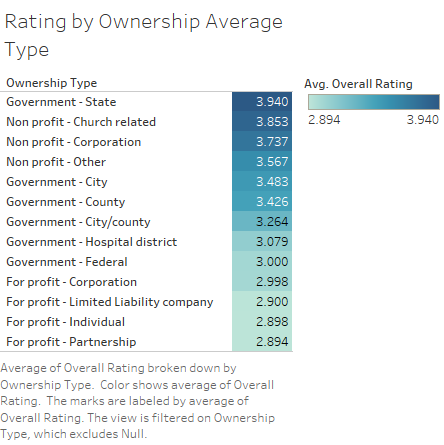 Rating by Ownership Average
Type
Ownership Type
Avg. Overall Rating
Government - State 3.940
2.894 3.940
Non profit - Church related 3.853
Non profit - Corporation 3.737
Non profit - Other 3.567
Government - City 3.483
Government - County 3.426
Government - City/county 3.264
Government - Hospital district 3.079
Government - Federal 3.000
For profit - Corporation 2.998
For profit - Limited Liability company 2.900
For profit - Individual 2.898
For profit - Partnership 2.894
Average of Overall Rating broken down by
Ownership Type. Color shows average of Overall
Rating. The marks are labeled by average of
Overall Rating. The view is filtered on Ownership
Type, which excludes Null.